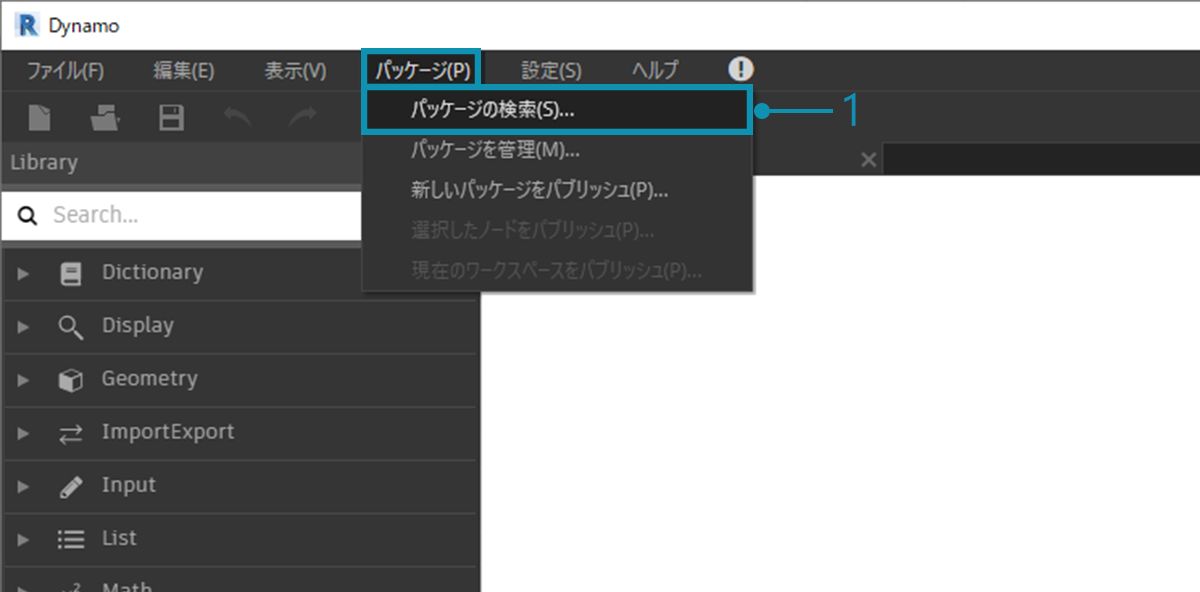 Dynamo
ファイル(F) 編集(E) 表示(V) パッケージ(P) 設定(S) ヘルプ
パッケージの検索(S)... 1
パッケージを管理(M)...
新しいパッケージをパブリッシュ(P)...
選択したノードをパブリッシュ(P)...
現在のワークスペースをパブリッシュ(P)...
Library
Search...
Dictionary
Display
Geometry
ImportExport
Input
List
Math